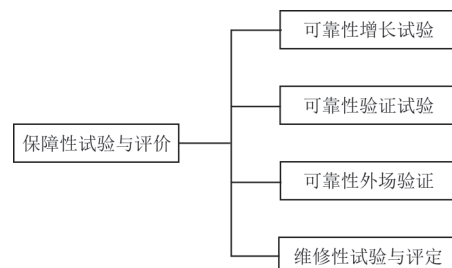 可靠性增长试验
可靠性验证试验
保障性试验与评价
可靠性外场验证
维修性试验与评定